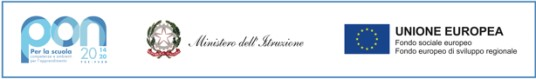 pon
2014
2020
Per la scuola
competenze e ambienti
per l'apprendimento
Ministero dell'Istruzione
UNIONE EUROPEA
Fondo sociale europeo
Fondo europeo di sviluppo regionale